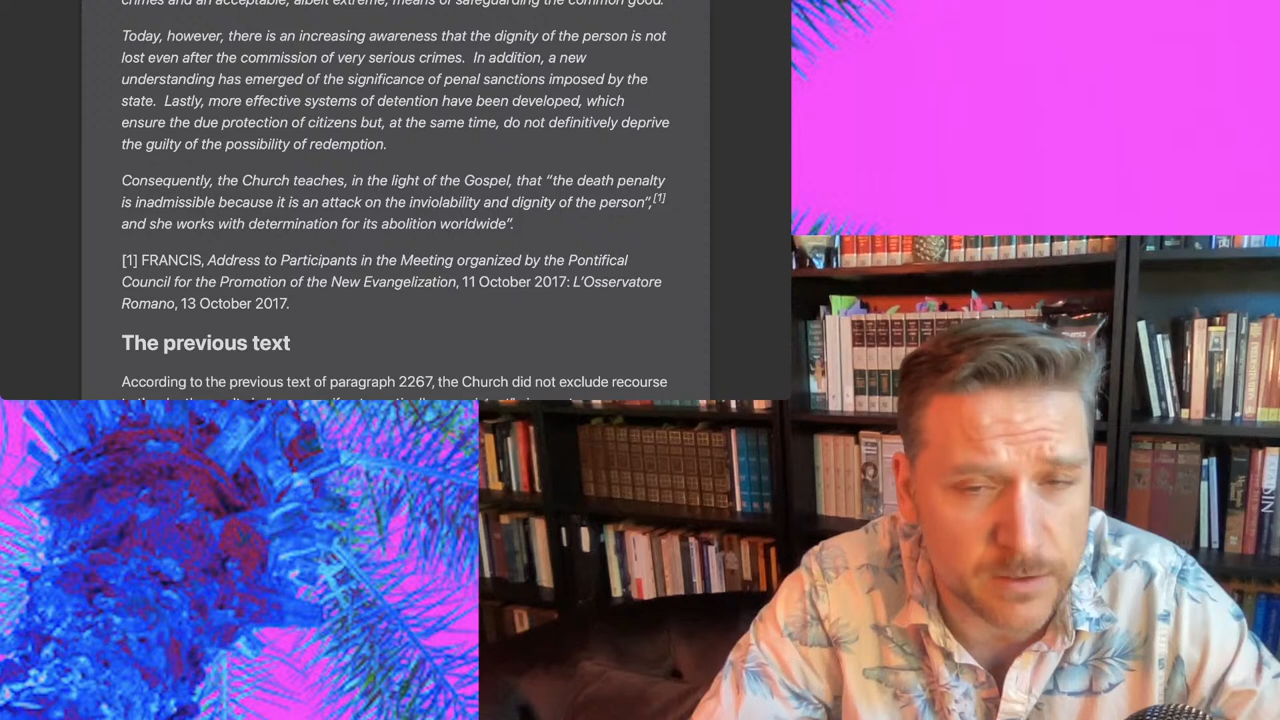 crimes and an acceptable, albeit extreme, means of safeguarding the common good.
Today, however, there is an increasing awareness that the dignity of the person is not
lost even after the commission of very serious crimes.  In addition, a new
understanding has emerged of the significance of penal sanctions imposed by the
state.  Lastly, more effective systems of detention have been developed, which
ensure the due protection of citizens but, at the same time, do not definitively deprive
the guilty of the possibility of redemption.
Consequently, the Church teaches, in the light of the Gospel, that “the death penalty
is inadmissible because it is an attack on the inviolability and dignity of the person”,[1]
and she works with determination for its abolition worldwide”.
[1] FRANCIS, Address to Participants in the Meeting organized by the Pontifical
Council for the Promotion of the New Evangelization, 11 October 2017: L’Osservatore
Romano, 13 October 2017.
The previous text
According to the previous text of paragraph 2267, the Church did not exclude recourse